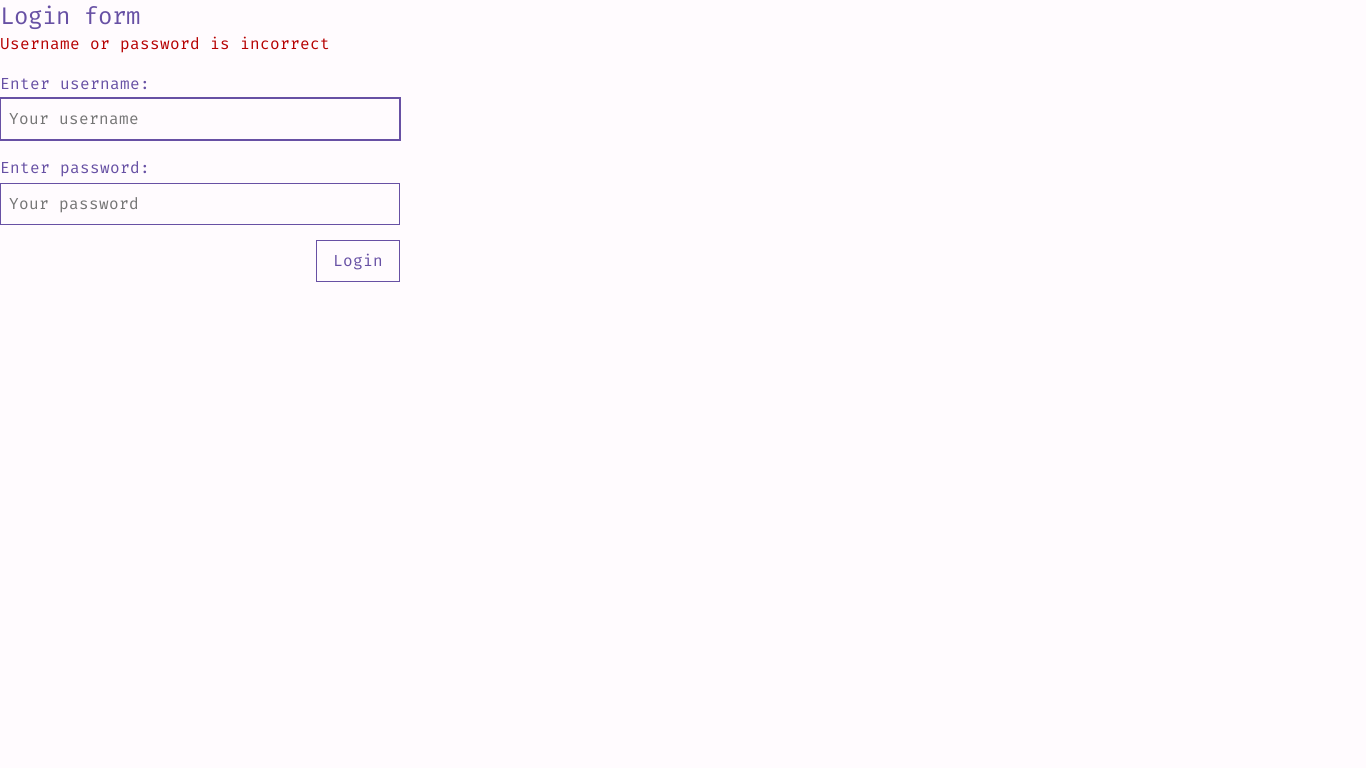 Login form
Username or password is incorrect
Enter username:
Your username
Enter password:
Your password
Login